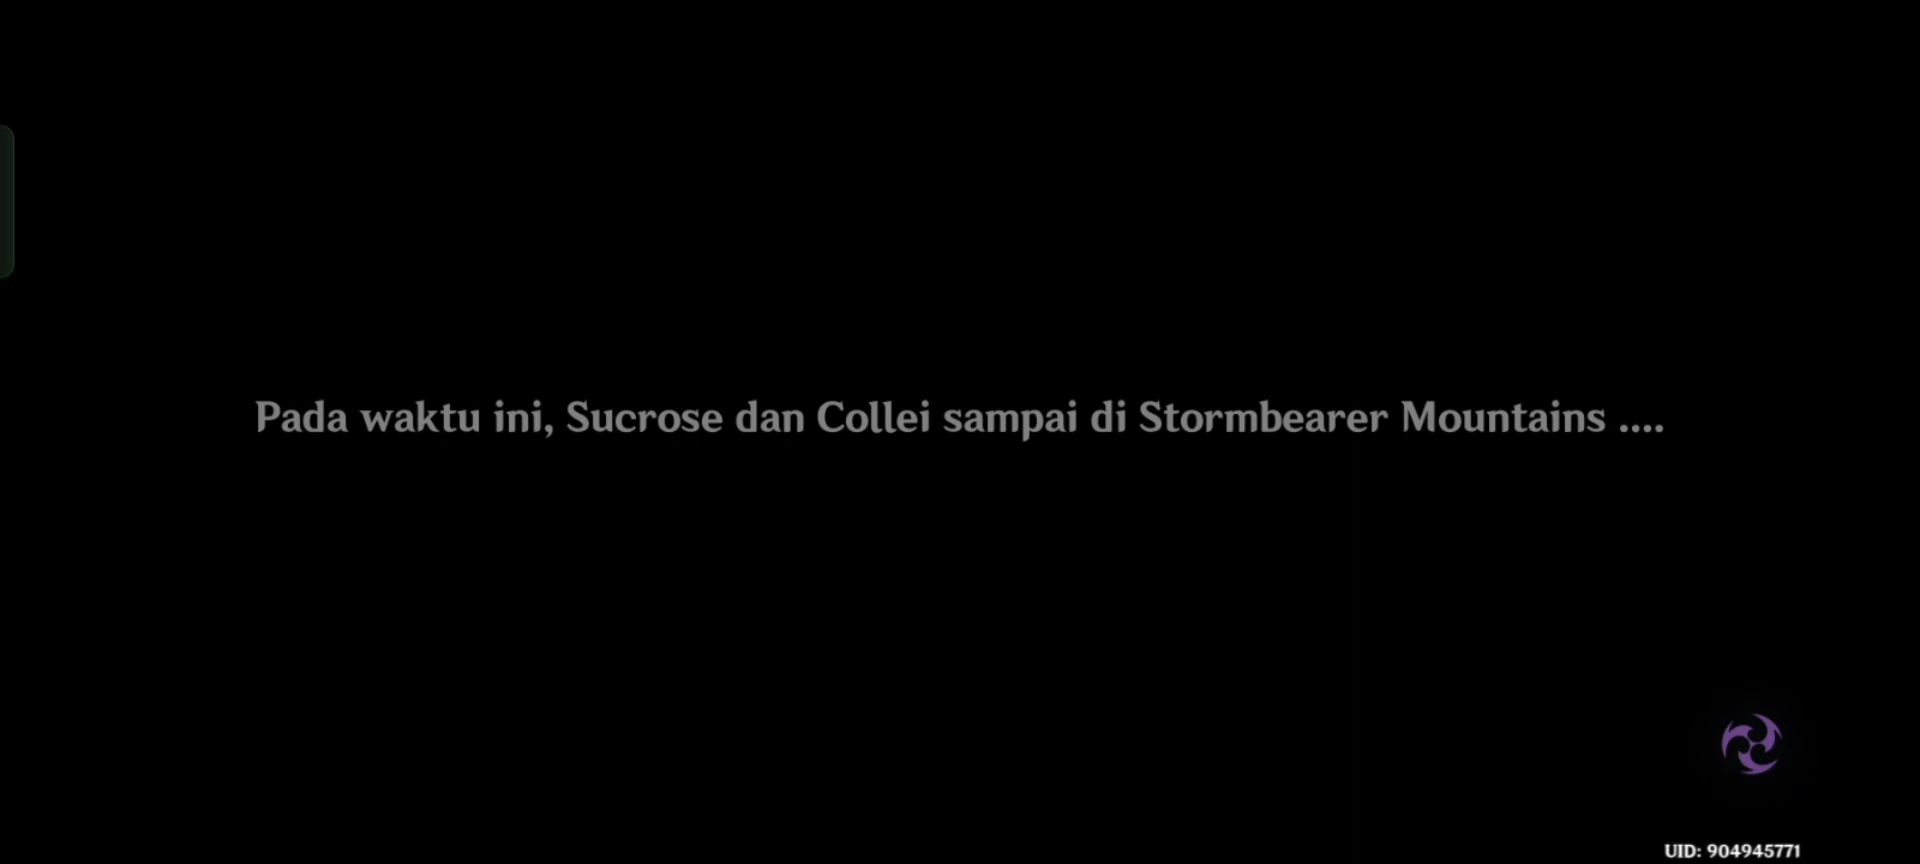 Pada waktu ini, Sucrose dan Collei sampai di Stormbearer Mountains ....
UID: 904945771